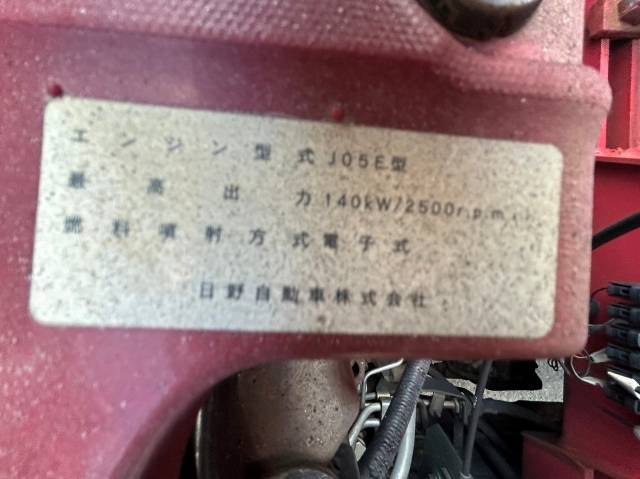 エンジン型式 J05E型
最高出力 140kW/2500r.p.m.
燃料噴射方式 電子式
日野自動車株式会社